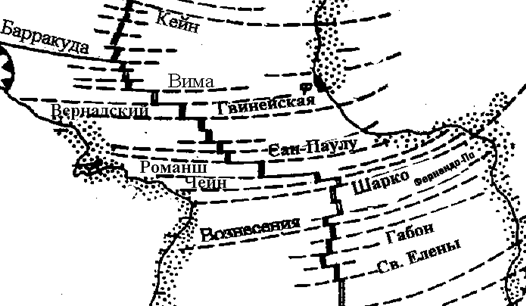 Кейн
Барракуда
Вима
Вернадский
Гвинейская
Сан-Паулу
Романш
Чейн
Шарко
Фернандо По
Вознесения
Габон
Св. Елены